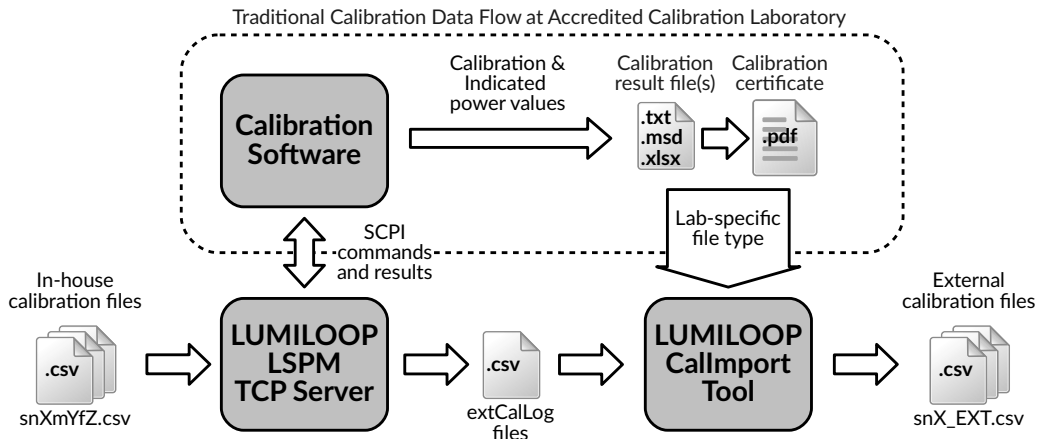 Traditional Calibration Data Flow at Accredited Calibration Laboratory
Calibration
Software
Calibration &
Indicated
power values
Calibration
result file(s)
.txt
.msd
.xlsx
Calibration
certificate
.pdf
SCPI
commands
and results
Lab-specific
file type
In-house
calibration files
.csv
snXmYfZ.csv
LUMILOOP
LSPM
TCP Server
.csv
extCalLog
files
LUMILOOP
CalImport
Tool
External
calibration files
.csv
snX_EXT.csv